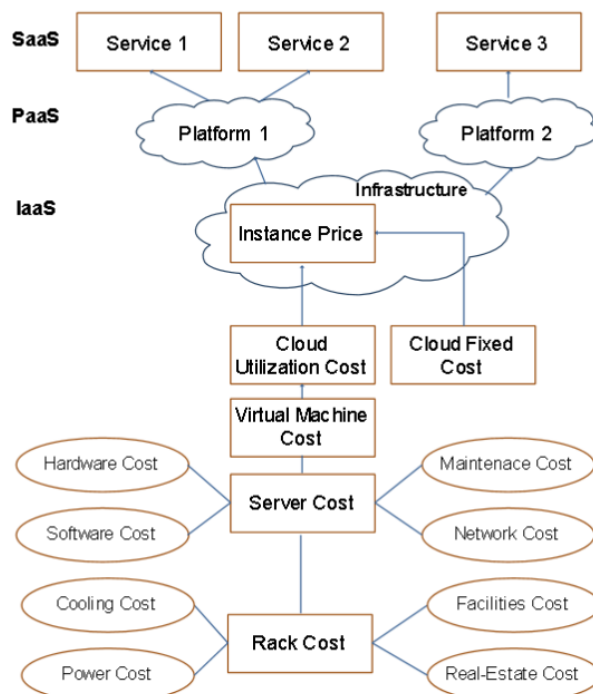 SaaS
Service 1
Service 2
Service 3
PaaS
Platform 1
Platform 2
IaaS
Infrastructure
Instance Price
Cloud
Utilization Cost
Cloud Fixed
Cost
Virtual Machine
Cost
Hardware Cost
Maintenace Cost
Server Cost
Software Cost
Network Cost
Cooling Cost
Facilities Cost
Rack Cost
Power Cost
Real-Estate Cost